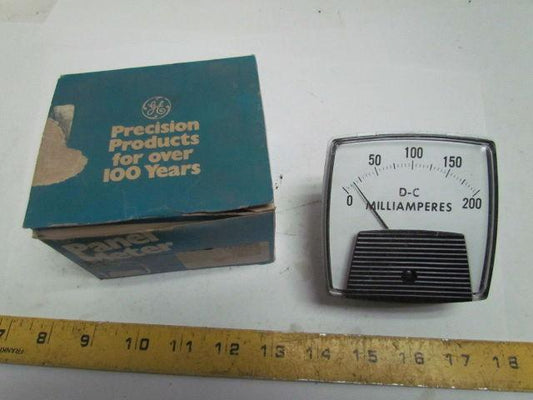 GE
Precision
Products
for over
100 Years
Panel
Meter
0 50 100 150 200
D-C
MILLIAMPERES
7 8 9 10 11 12 13 14 15 16 17 18